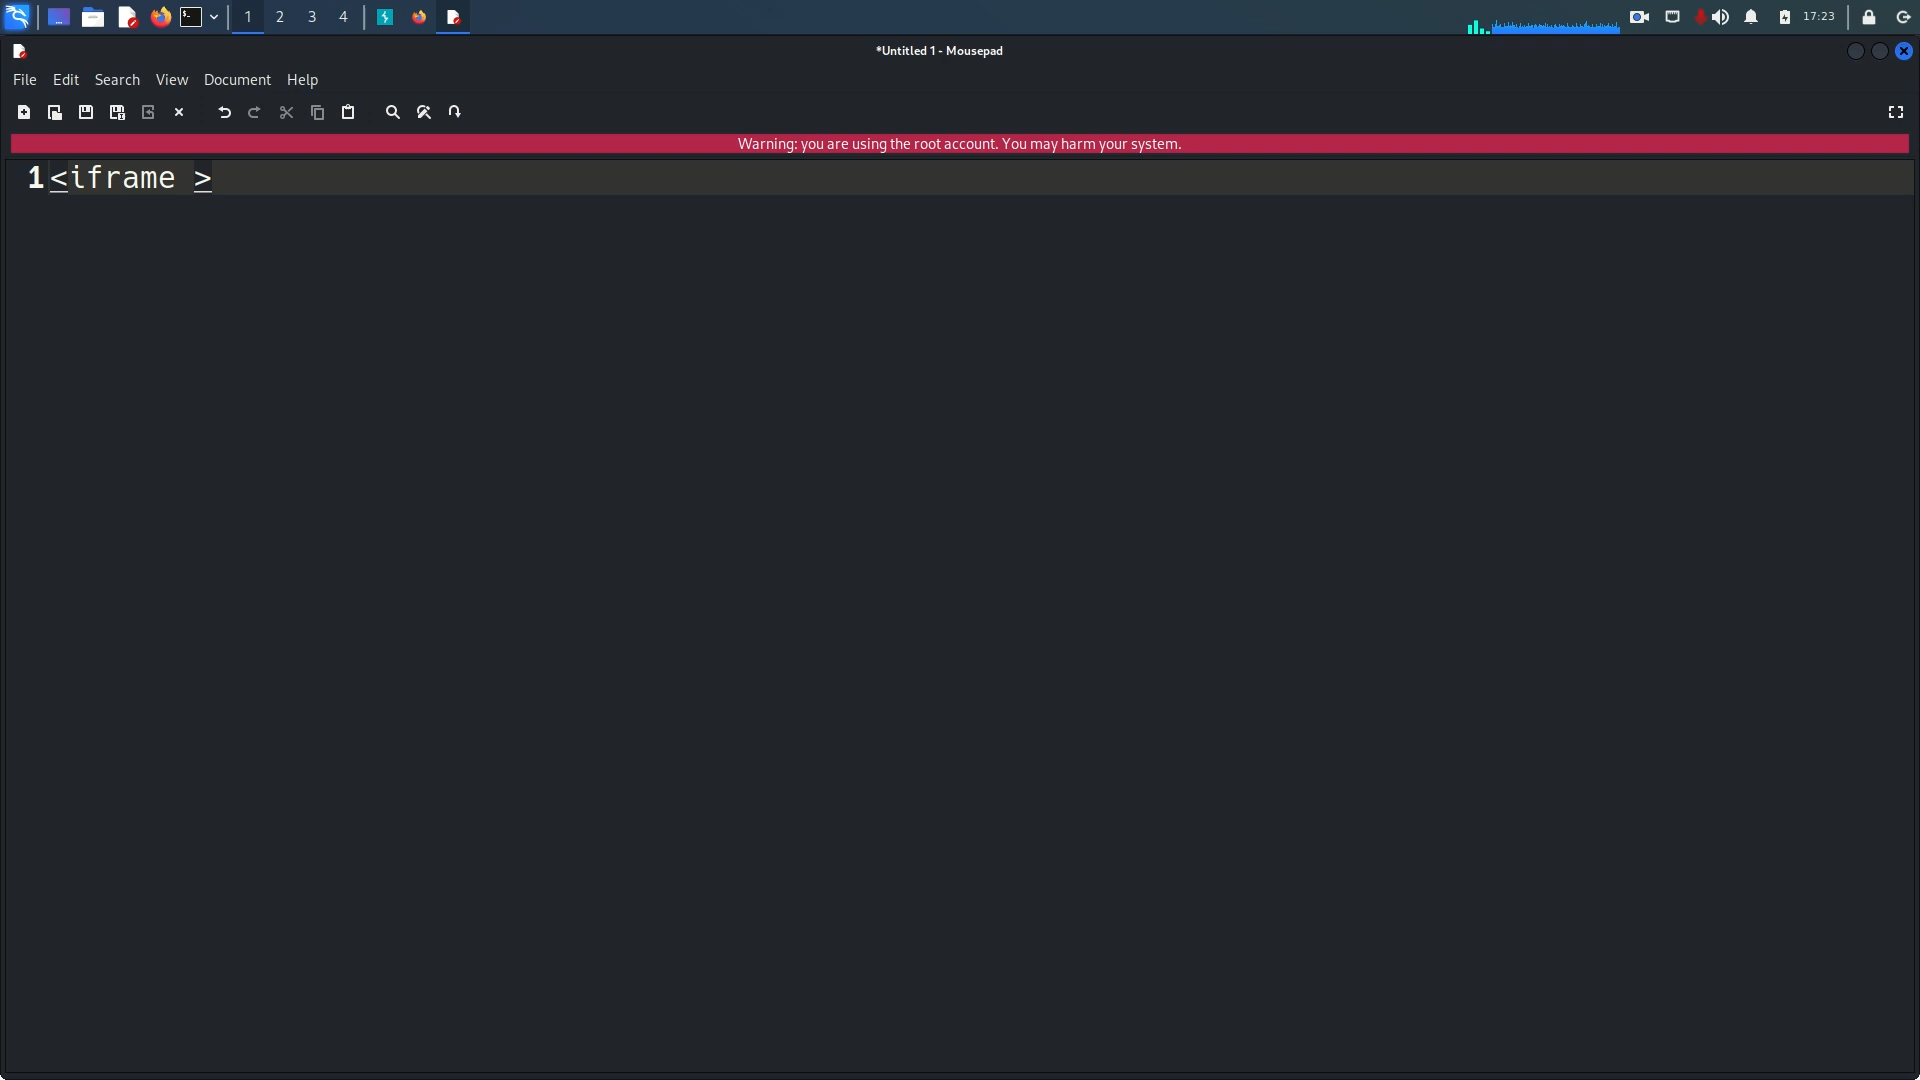 1 2 3 4 17:23
*Untitled 1 - Mousepad
File Edit Search View Document Help
Warning: you are using the root account. You may harm your system.
1 <iframe >